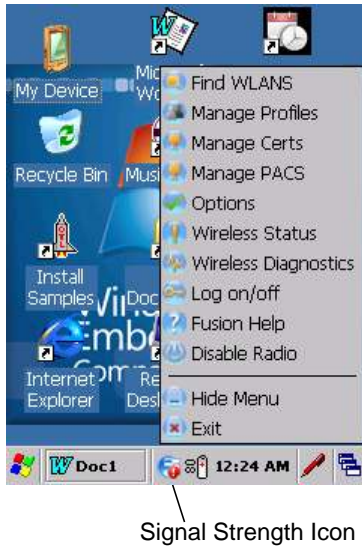 My Device
Recycle Bin
Install
Samples
Internet
Explorer
Find WLANS
Manage Profiles
Manage Certs
Manage PACS
Options
Wireless Status
Wireless Diagnostics
Log on/off
Fusion Help
Disable Radio
Hide Menu
Exit
Doc1
12:24 AM
Signal Strength Icon